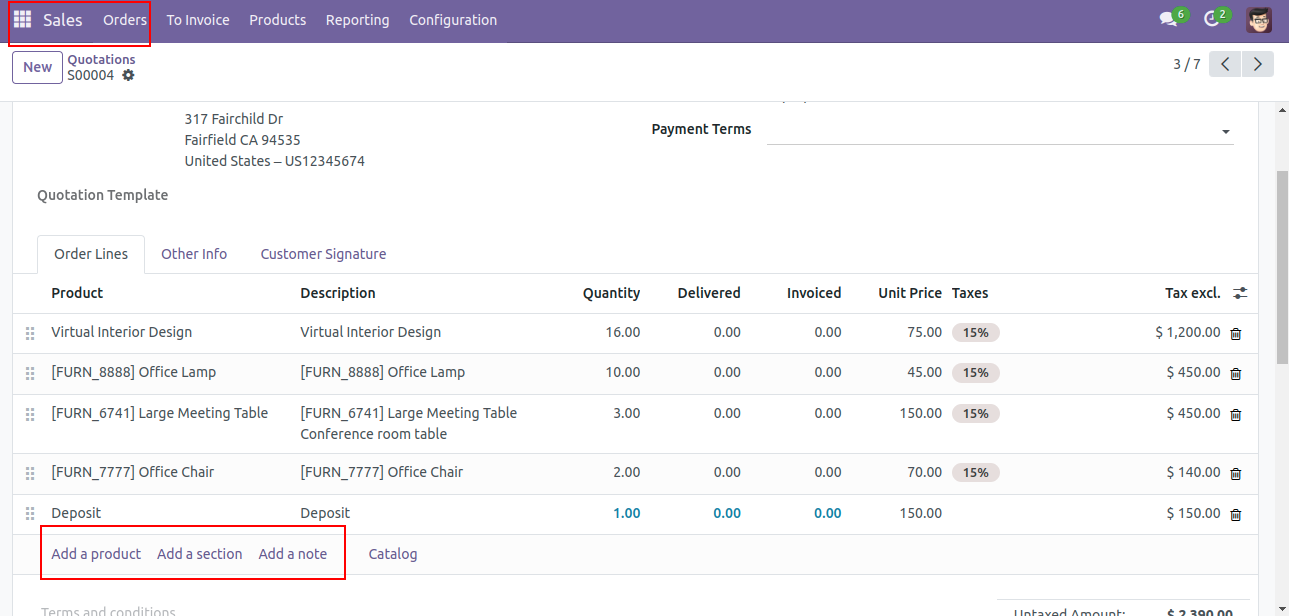 Sales Orders To Invoice Products Reporting Configuration 6 2
New Quotations
S00004 3 / 7
317 Fairchild Dr
Fairfield CA 94535
United States – US12345674
Payment Terms
Quotation Template
Order Lines Other Info Customer Signature
Product Description Quantity Delivered Invoiced Unit Price Taxes Tax excl.
Virtual Interior Design Virtual Interior Design 16.00 0.00 0.00 75.00 15% $ 1,200.00
[FURN_8888] Office Lamp [FURN_8888] Office Lamp 10.00 0.00 0.00 45.00 15% $ 450.00
[FURN_6741] Large Meeting Table [FURN_6741] Large Meeting Table 3.00 0.00 0.00 150.00 15% $ 450.00
Conference room table
[FURN_7777] Office Chair [FURN_7777] Office Chair 2.00 0.00 0.00 70.00 15% $ 140.00
Deposit Deposit 1.00 0.00 0.00 150.00 $ 150.00
Add a product Add a section Add a note Catalog
Terms and conditions
Untaxed Amount: $ 2,390.00